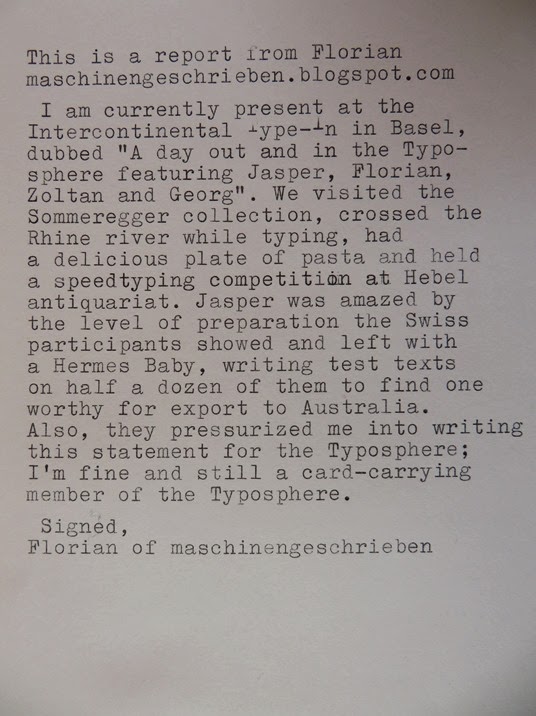 This is a report from Florian
maschinengeschrieben.blogspot.com
I am currently present at the
Intercontinental Type-In in Basel,
dubbed "A day out and in the Typo-
sphere featuring Jasper, Florian,
Zoltan and Georg". We visited the
Sommeregger collection, crossed the
Rhine river while typing, had
a delicious plate of pasta and held
a speedtyping competition at Hebel
antiquariat. Jasper was amazed by
the level of preparation the Swiss
participants showed and left with
a Hermes Baby, writing test texts
on half a dozen of them to find one
worthy for export to Australia.
Also, they pressurized me into writing
this statement for the Typosphere;
I'm fine and still a card-carrying
member of the Typosphere.
Signed,
Florian of maschinengeschrieben